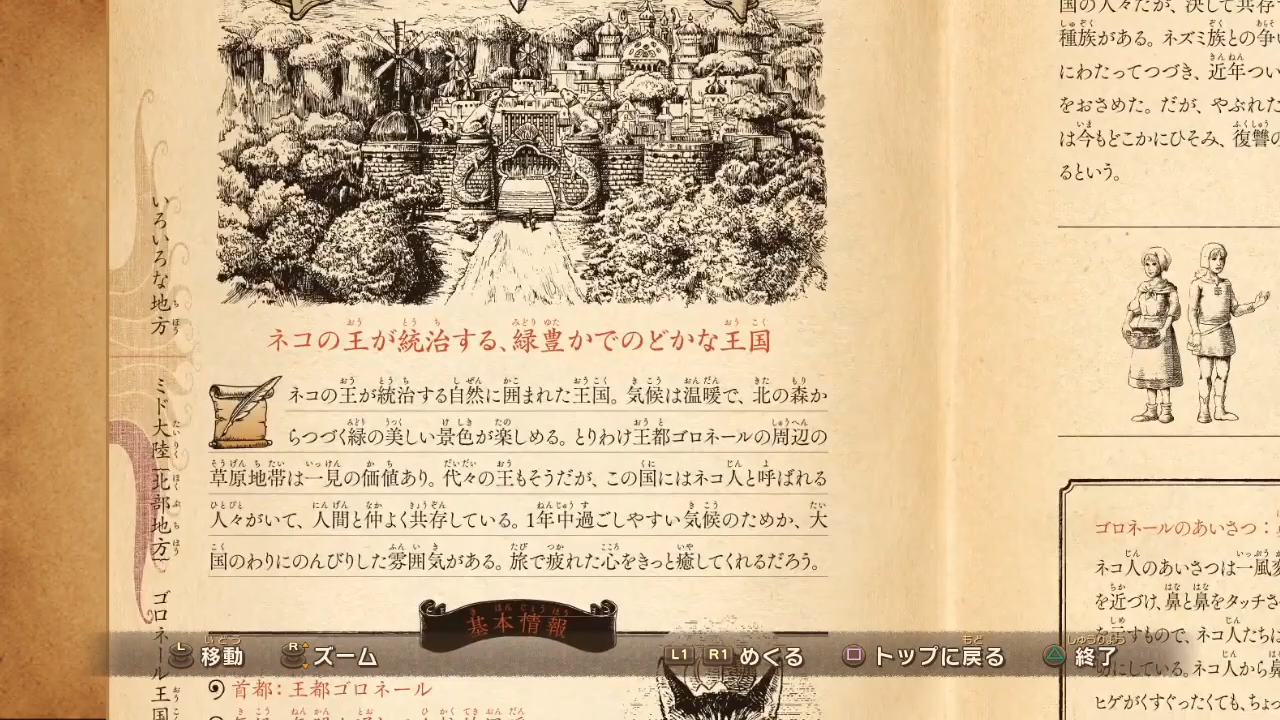 いろいろな地方
ミド大陸[北部地方]
ゴロネール王国
ネコの王が統治する、緑豊かでのどかな王国
ネコの王が統治する自然に囲まれた王国。気候は温暖で、北の森か
らつづく緑の美しい景色が楽しめる。とりわけ王都ゴロネールの周辺の
草原地帯は一見の価値あり。代々の王もそうだが、この国にはネコ人と呼ばれる
人々がいて、人間と仲よく共存している。1年中過ごしやすい気候のためか、大
国のわりにのんびりした雰囲気がある。旅で疲れた心をきっと癒してくれるだろう。
基本情報
首都：王都ゴロネール
国の人々だが、決して共存
種族がある。ネズミ族との争
にわたってつづき、近年つい
をおさめた。だが、やぶれた
は今もどこかにひそみ、復讐の
るという。
ゴロネールのあいさつ：
ネコ人のあいさつは一風変
を近づけ、鼻と鼻をタッチさ
すもので、ネコ人たちは
にしている。ネコ人から鼻
ヒゲがくすぐったくても、ちょっ
L 移動
R ズーム
L1 R1 めくる
トップに戻る
終了